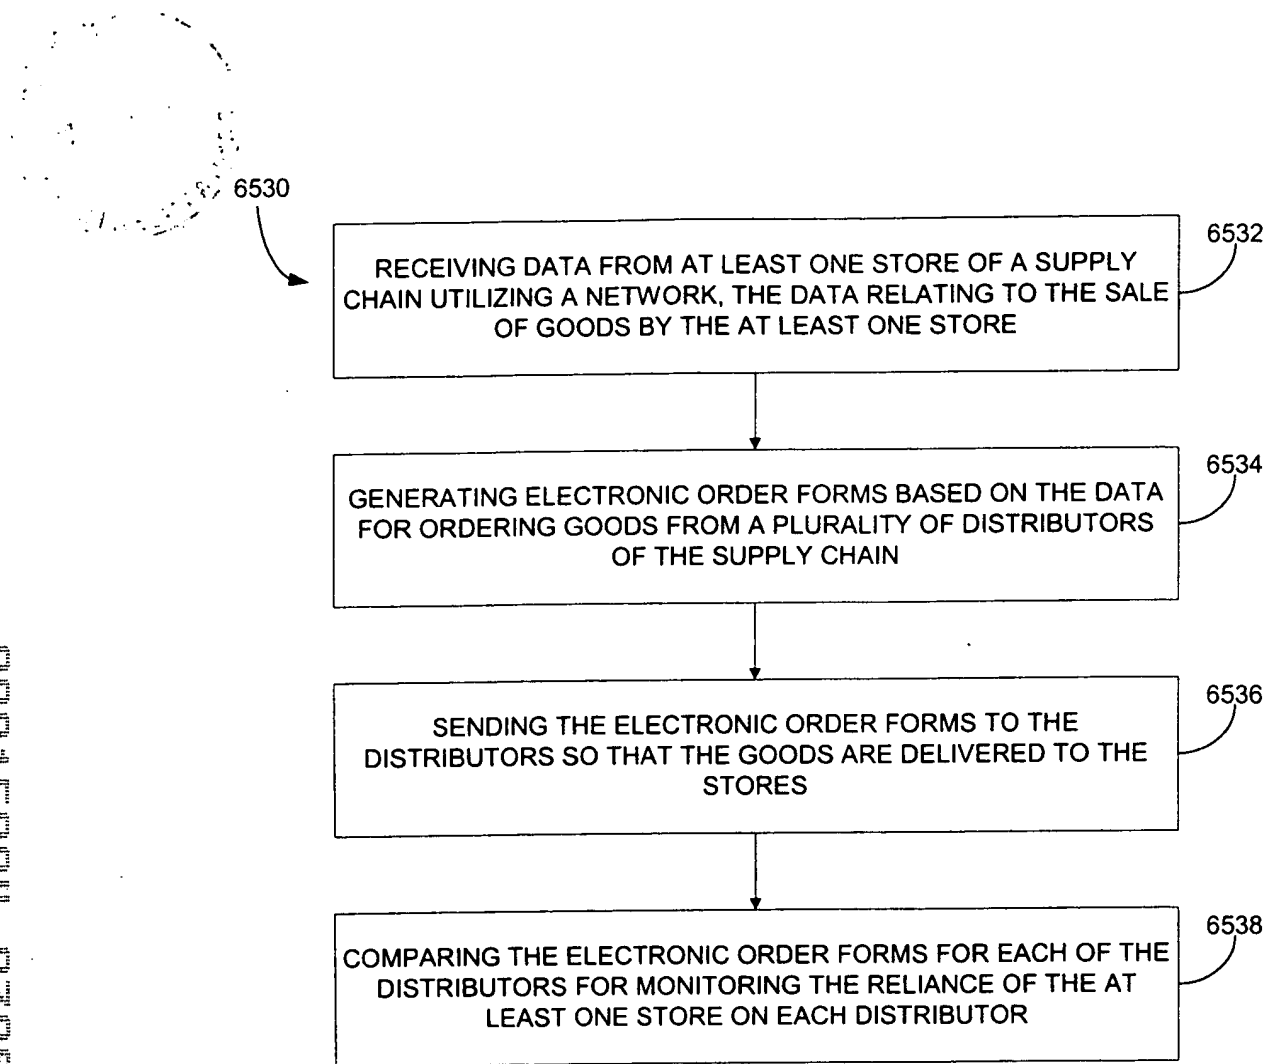 6530
6532
RECEIVING DATA FROM AT LEAST ONE STORE OF A SUPPLY
CHAIN UTILIZING A NETWORK, THE DATA RELATING TO THE SALE
OF GOODS BY THE AT LEAST ONE STORE
6534
GENERATING ELECTRONIC ORDER FORMS BASED ON THE DATA
FOR ORDERING GOODS FROM A PLURALITY OF DISTRIBUTORS
OF THE SUPPLY CHAIN
6536
SENDING THE ELECTRONIC ORDER FORMS TO THE
DISTRIBUTORS SO THAT THE GOODS ARE DELIVERED TO THE
STORES
6538
COMPARING THE ELECTRONIC ORDER FORMS FOR EACH OF THE
DISTRIBUTORS FOR MONITORING THE RELIANCE OF THE AT
LEAST ONE STORE ON EACH DISTRIBUTOR